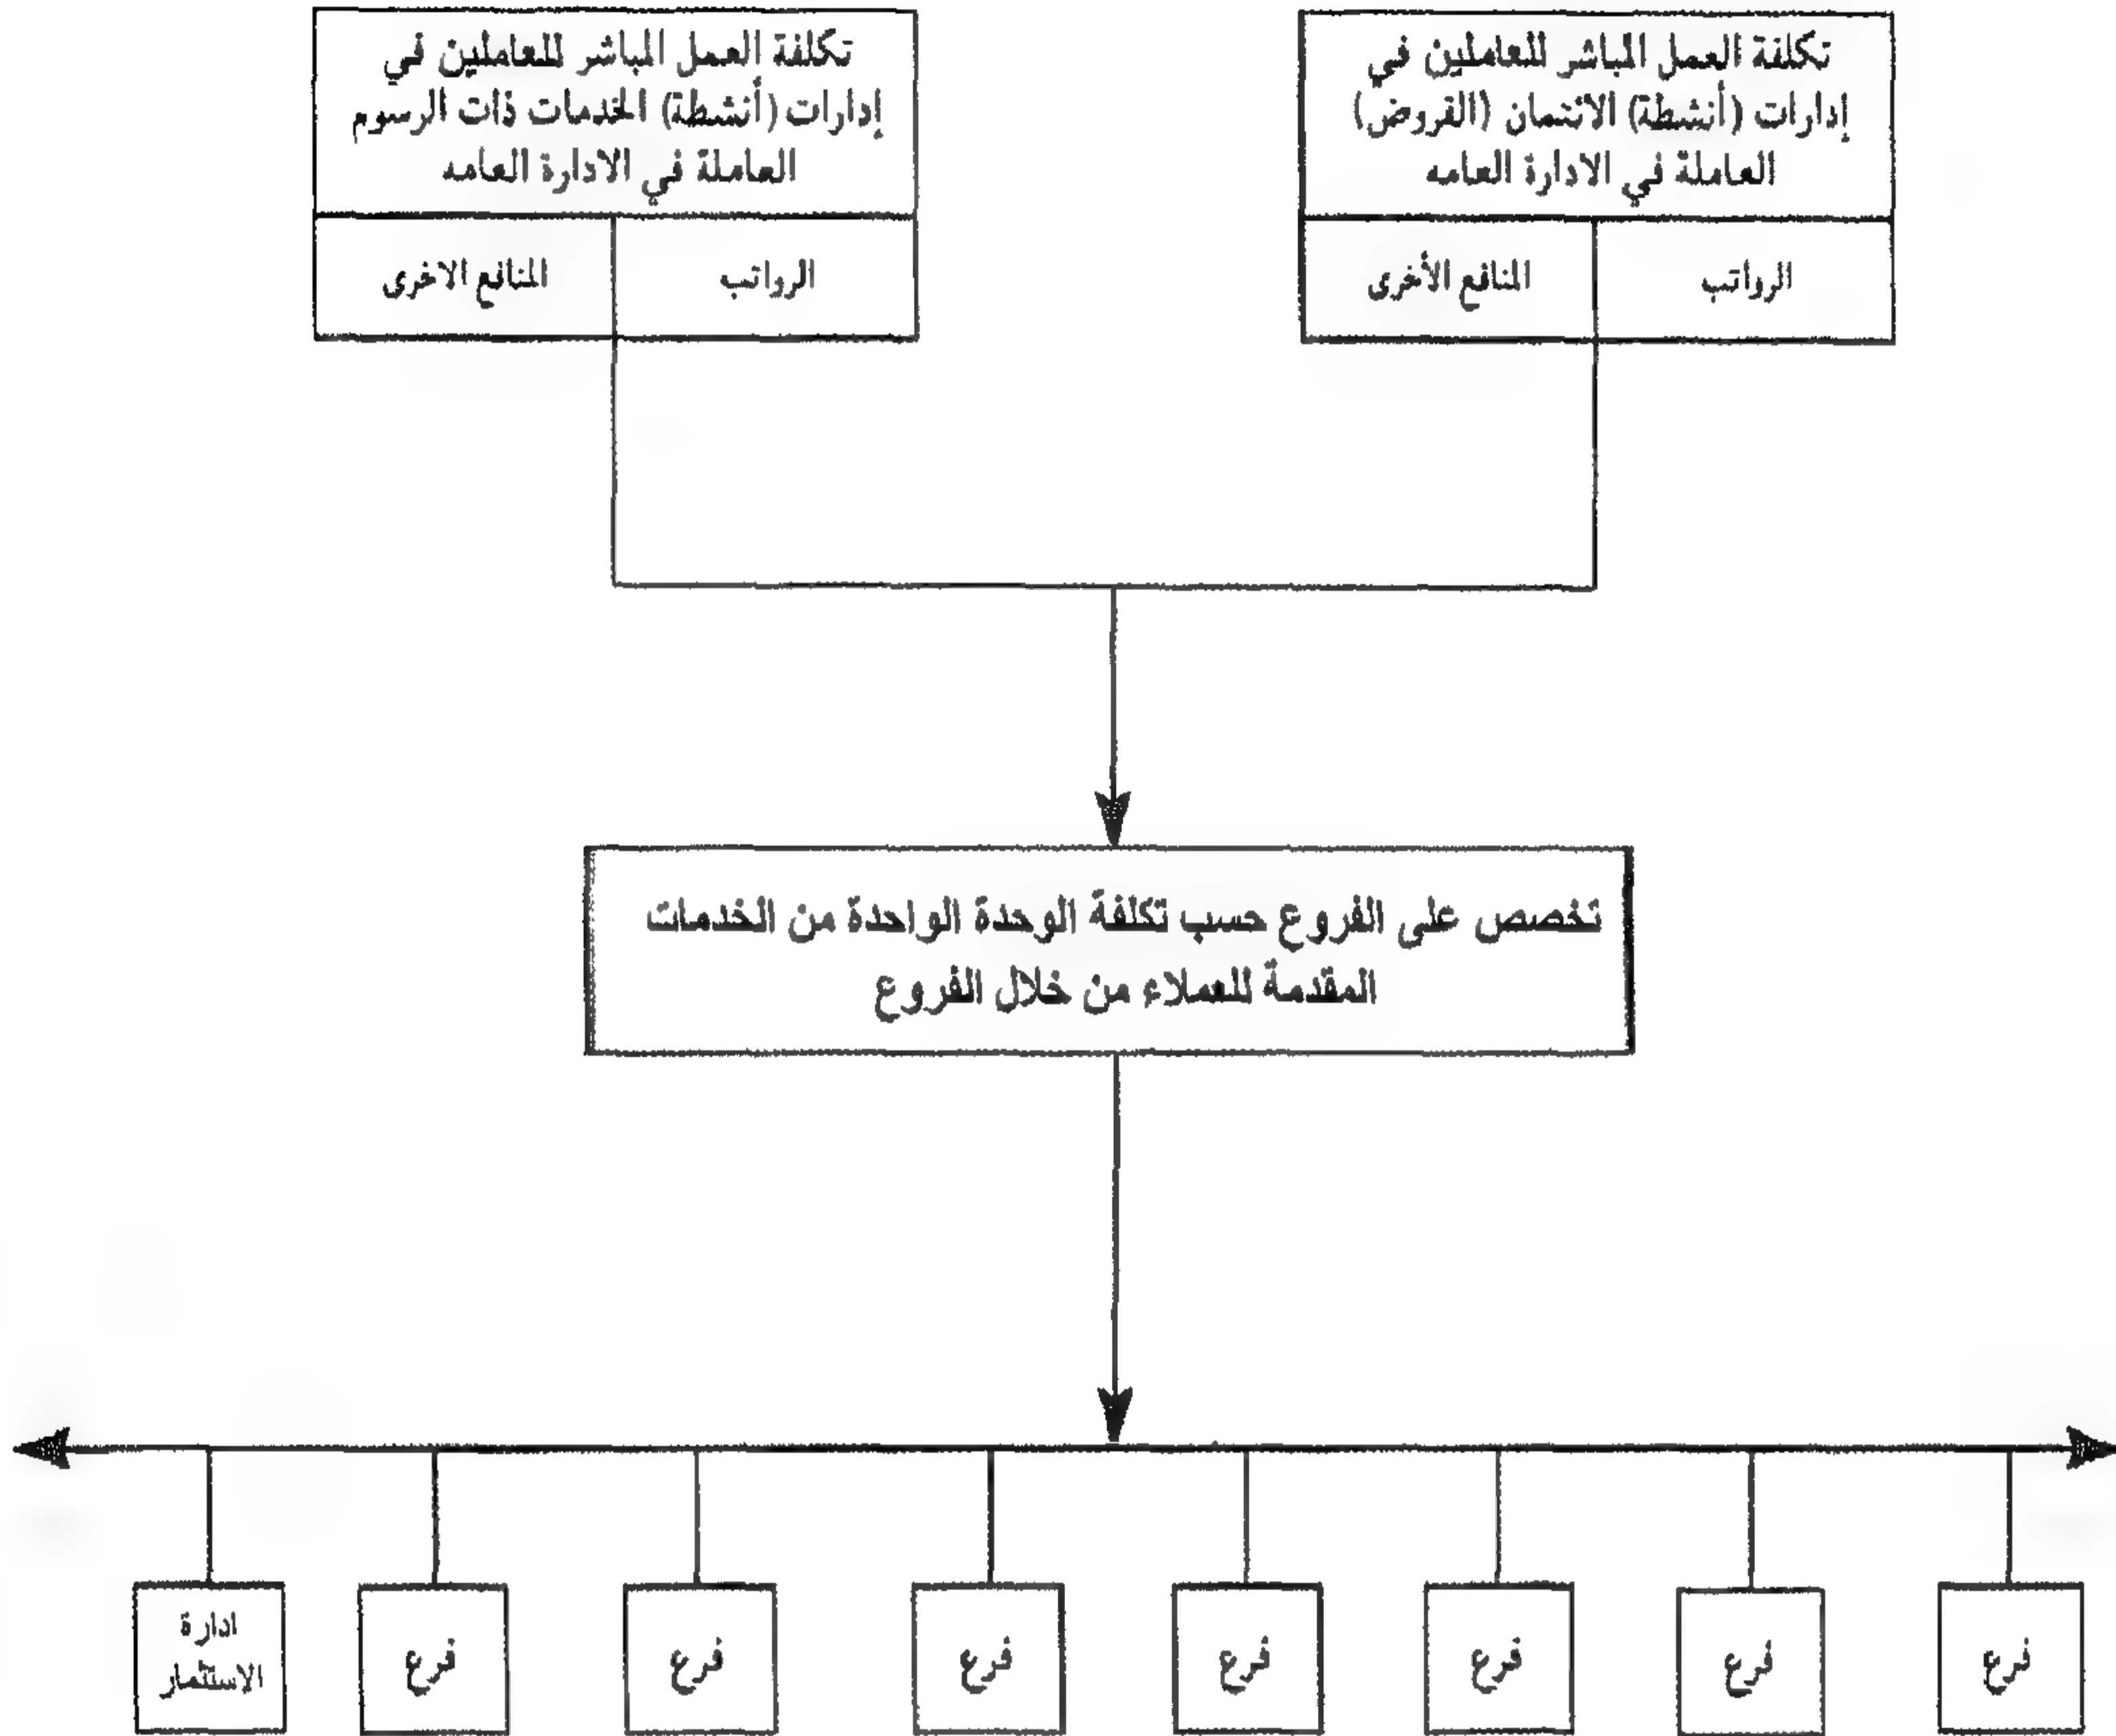 تكلفة العمل المباشر للعاملين في
إدارات (أنشطة) الائتمان (القروض)
العاملة في الادارة العامه
الرواتب
المنافع الأخرى
تكلفة العمل المباشر للعاملين في
إدارات (أنشطة) الخدمات ذات الرسوم
العاملة في الادارة العامه
الرواتب
المنافع الاخرى
تخصص على الفروع حسب تكلفة الوحدة الواحدة من الخدمات
المقدمة للعملاء من خلال الفروع
فرع
فرع
فرع
فرع
فرع
فرع
فرع
ادارة
الاستثمار